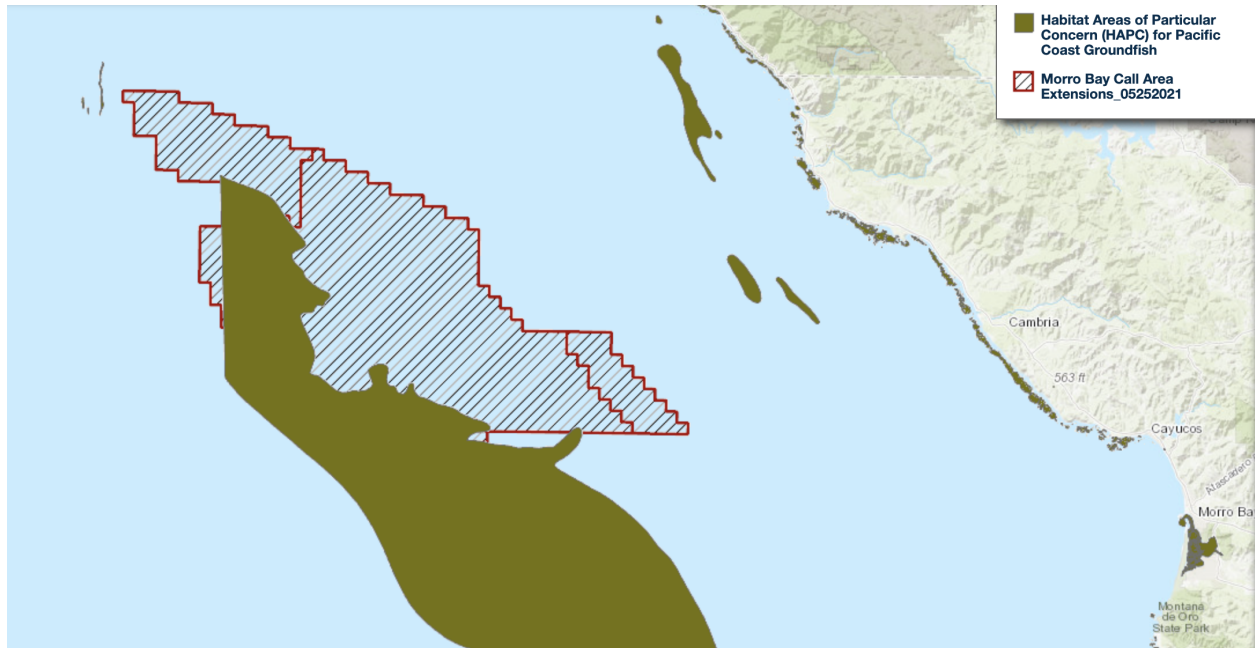 Habitat Areas of Particular
Concern (HAPC) for Pacific
Coast Groundfish
Morro Bay Call Area
Extensions_05252021
Cambria
563 ft
Cayucos
Atascadero
Morro Ba
Montana
de Oro
State Park